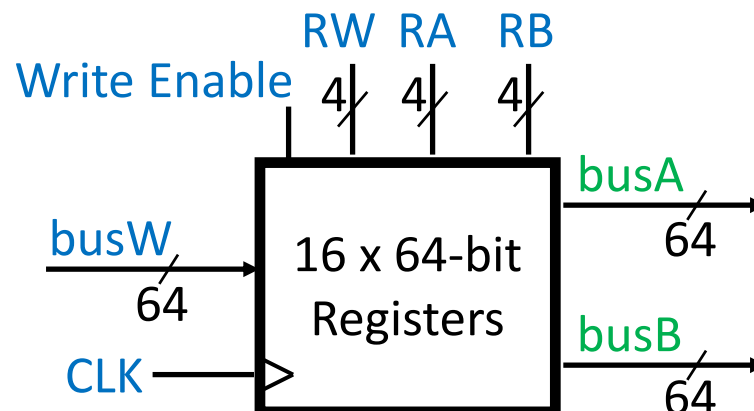 RW RA RB
Write Enable
4 4 4
busA
64
busW
64
16 x 64-bit
Registers
busB
64
CLK